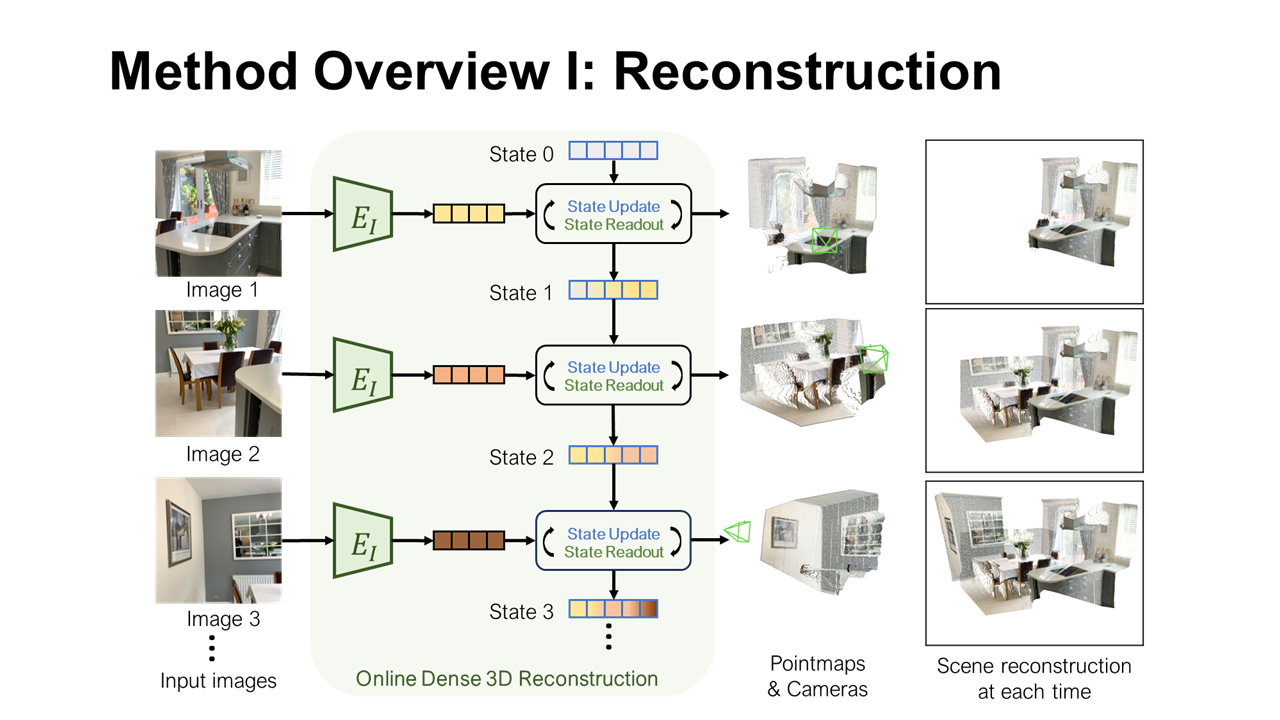 Method Overview I: Reconstruction
State 0
E_I
State Update
State Readout
Image 1
State 1
E_I
State Update
State Readout
Image 2
State 2
E_I
State Update
State Readout
Image 3
State 3
Input images
Online Dense 3D Reconstruction
Pointmaps
& Cameras
Scene reconstruction
at each time